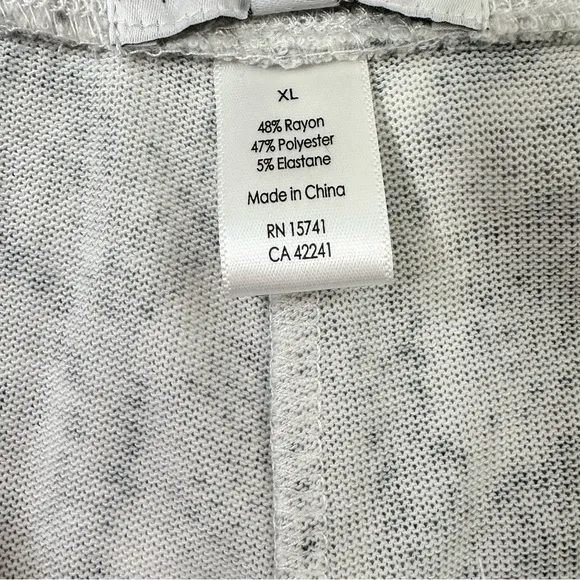 XL
48% Rayon
47% Polyester
5% Elastane
Made in China
RN 15741
CA 42241